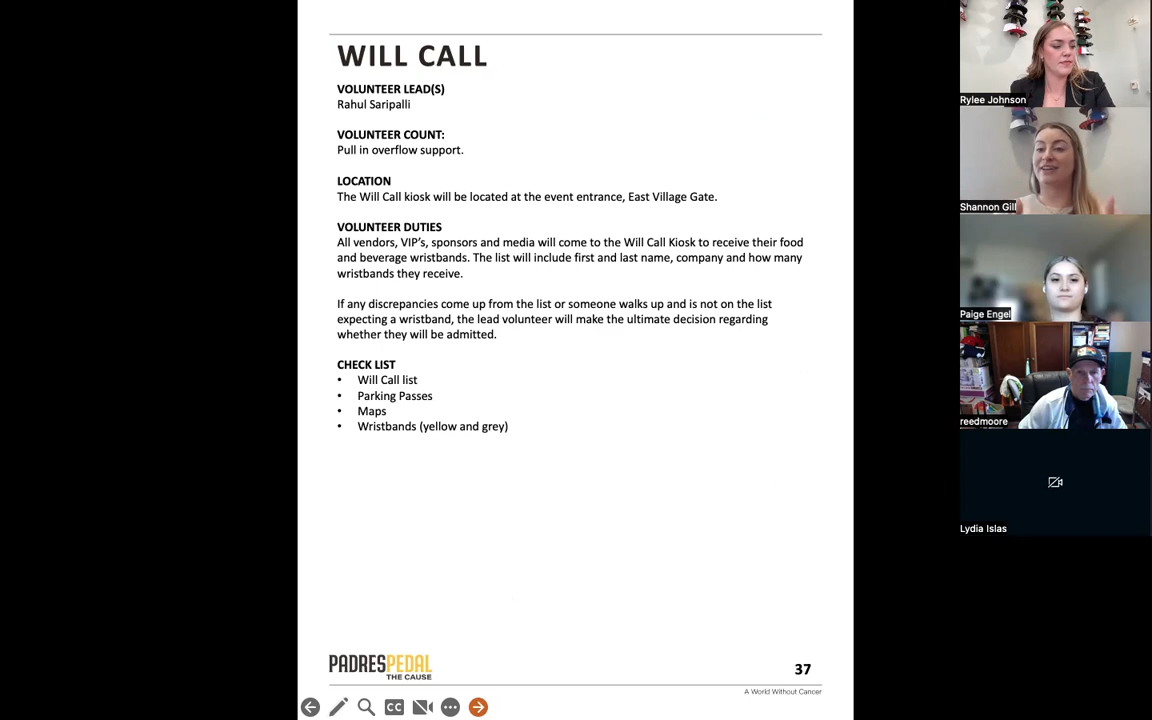 WILL CALL
VOLUNTEER LEAD(S)
Rahul Saripalli
VOLUNTEER COUNT:
Pull in overflow support.
LOCATION
The Will Call kiosk will be located at the event entrance, East Village Gate.
VOLUNTEER DUTIES
All vendors, VIP's, sponsors and media will come to the Will Call Kiosk to receive their food
and beverage wristbands. The list will include first and last name, company and how many
wristbands they receive.
If any discrepancies come up from the list or someone walks up and is not on the list
expecting a wristband, the lead volunteer will make the ultimate decision regarding
whether they will be admitted.
CHECK LIST
• Will Call list
• Parking Passes
• Maps
• Wristbands (yellow and grey)
PADRESPEDAL
THE CAUSE
37
A World Without Cancer
CC
Rylee Johnson
Shannon Gill
Paige Engel
reedmoore
Lydia Islas